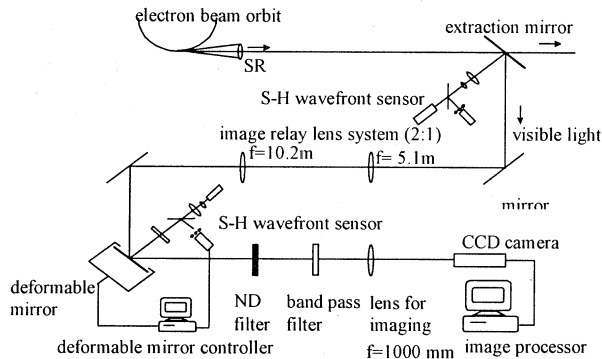 electron beam orbit
extraction mirror
SR
S-H wavefront sensor
visible light
image relay lens system (2:1)
f=10.2m
f= 5.1m
mirror
S-H wavefront sensor
CCD camera
deformable
mirror
ND
filter
band pass
filter
lens for
imaging
f=1000 mm
deformable mirror controller
image processor